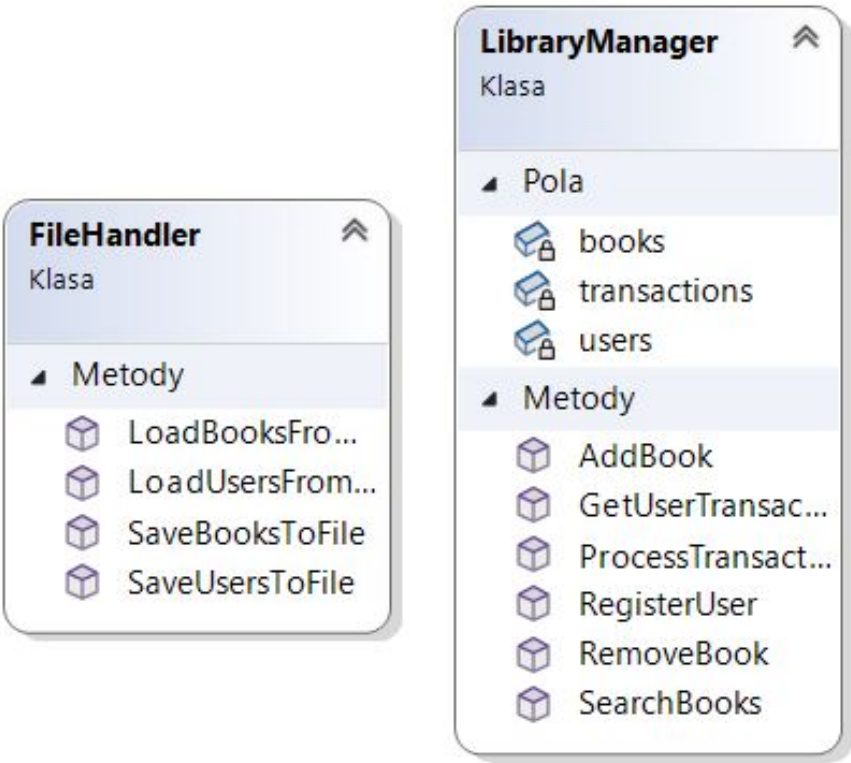 FileHandler
Klasa
Metody
LoadBooksFro...
LoadUsersFrom...
SaveBooksToFile
SaveUsersToFile
LibraryManager
Klasa
Pola
books
transactions
users
Metody
AddBook
GetUserTransac...
ProcessTransact...
RegisterUser
RemoveBook
SearchBooks